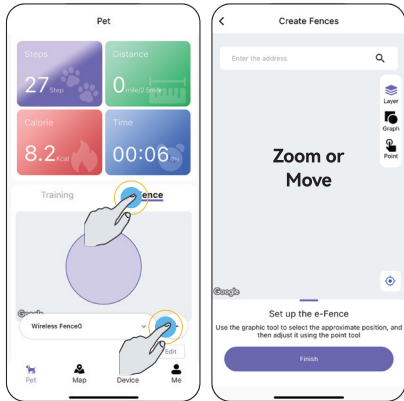 Pet
Steps
27 Step
Distance
0 mile/2.5mile
Calorie
8.2 Kcal
Time
00:06
Training
ence
Google
Wireless Fence0
Edit
Pet
Map
Device
Me
Create Fences
Enter the address
Layer
Graph
Point
Zoom or
Move
Google
Set up the e-Fence
Use the graphic tool to select the approximate position, and
then adjust it using the point tool
Finish